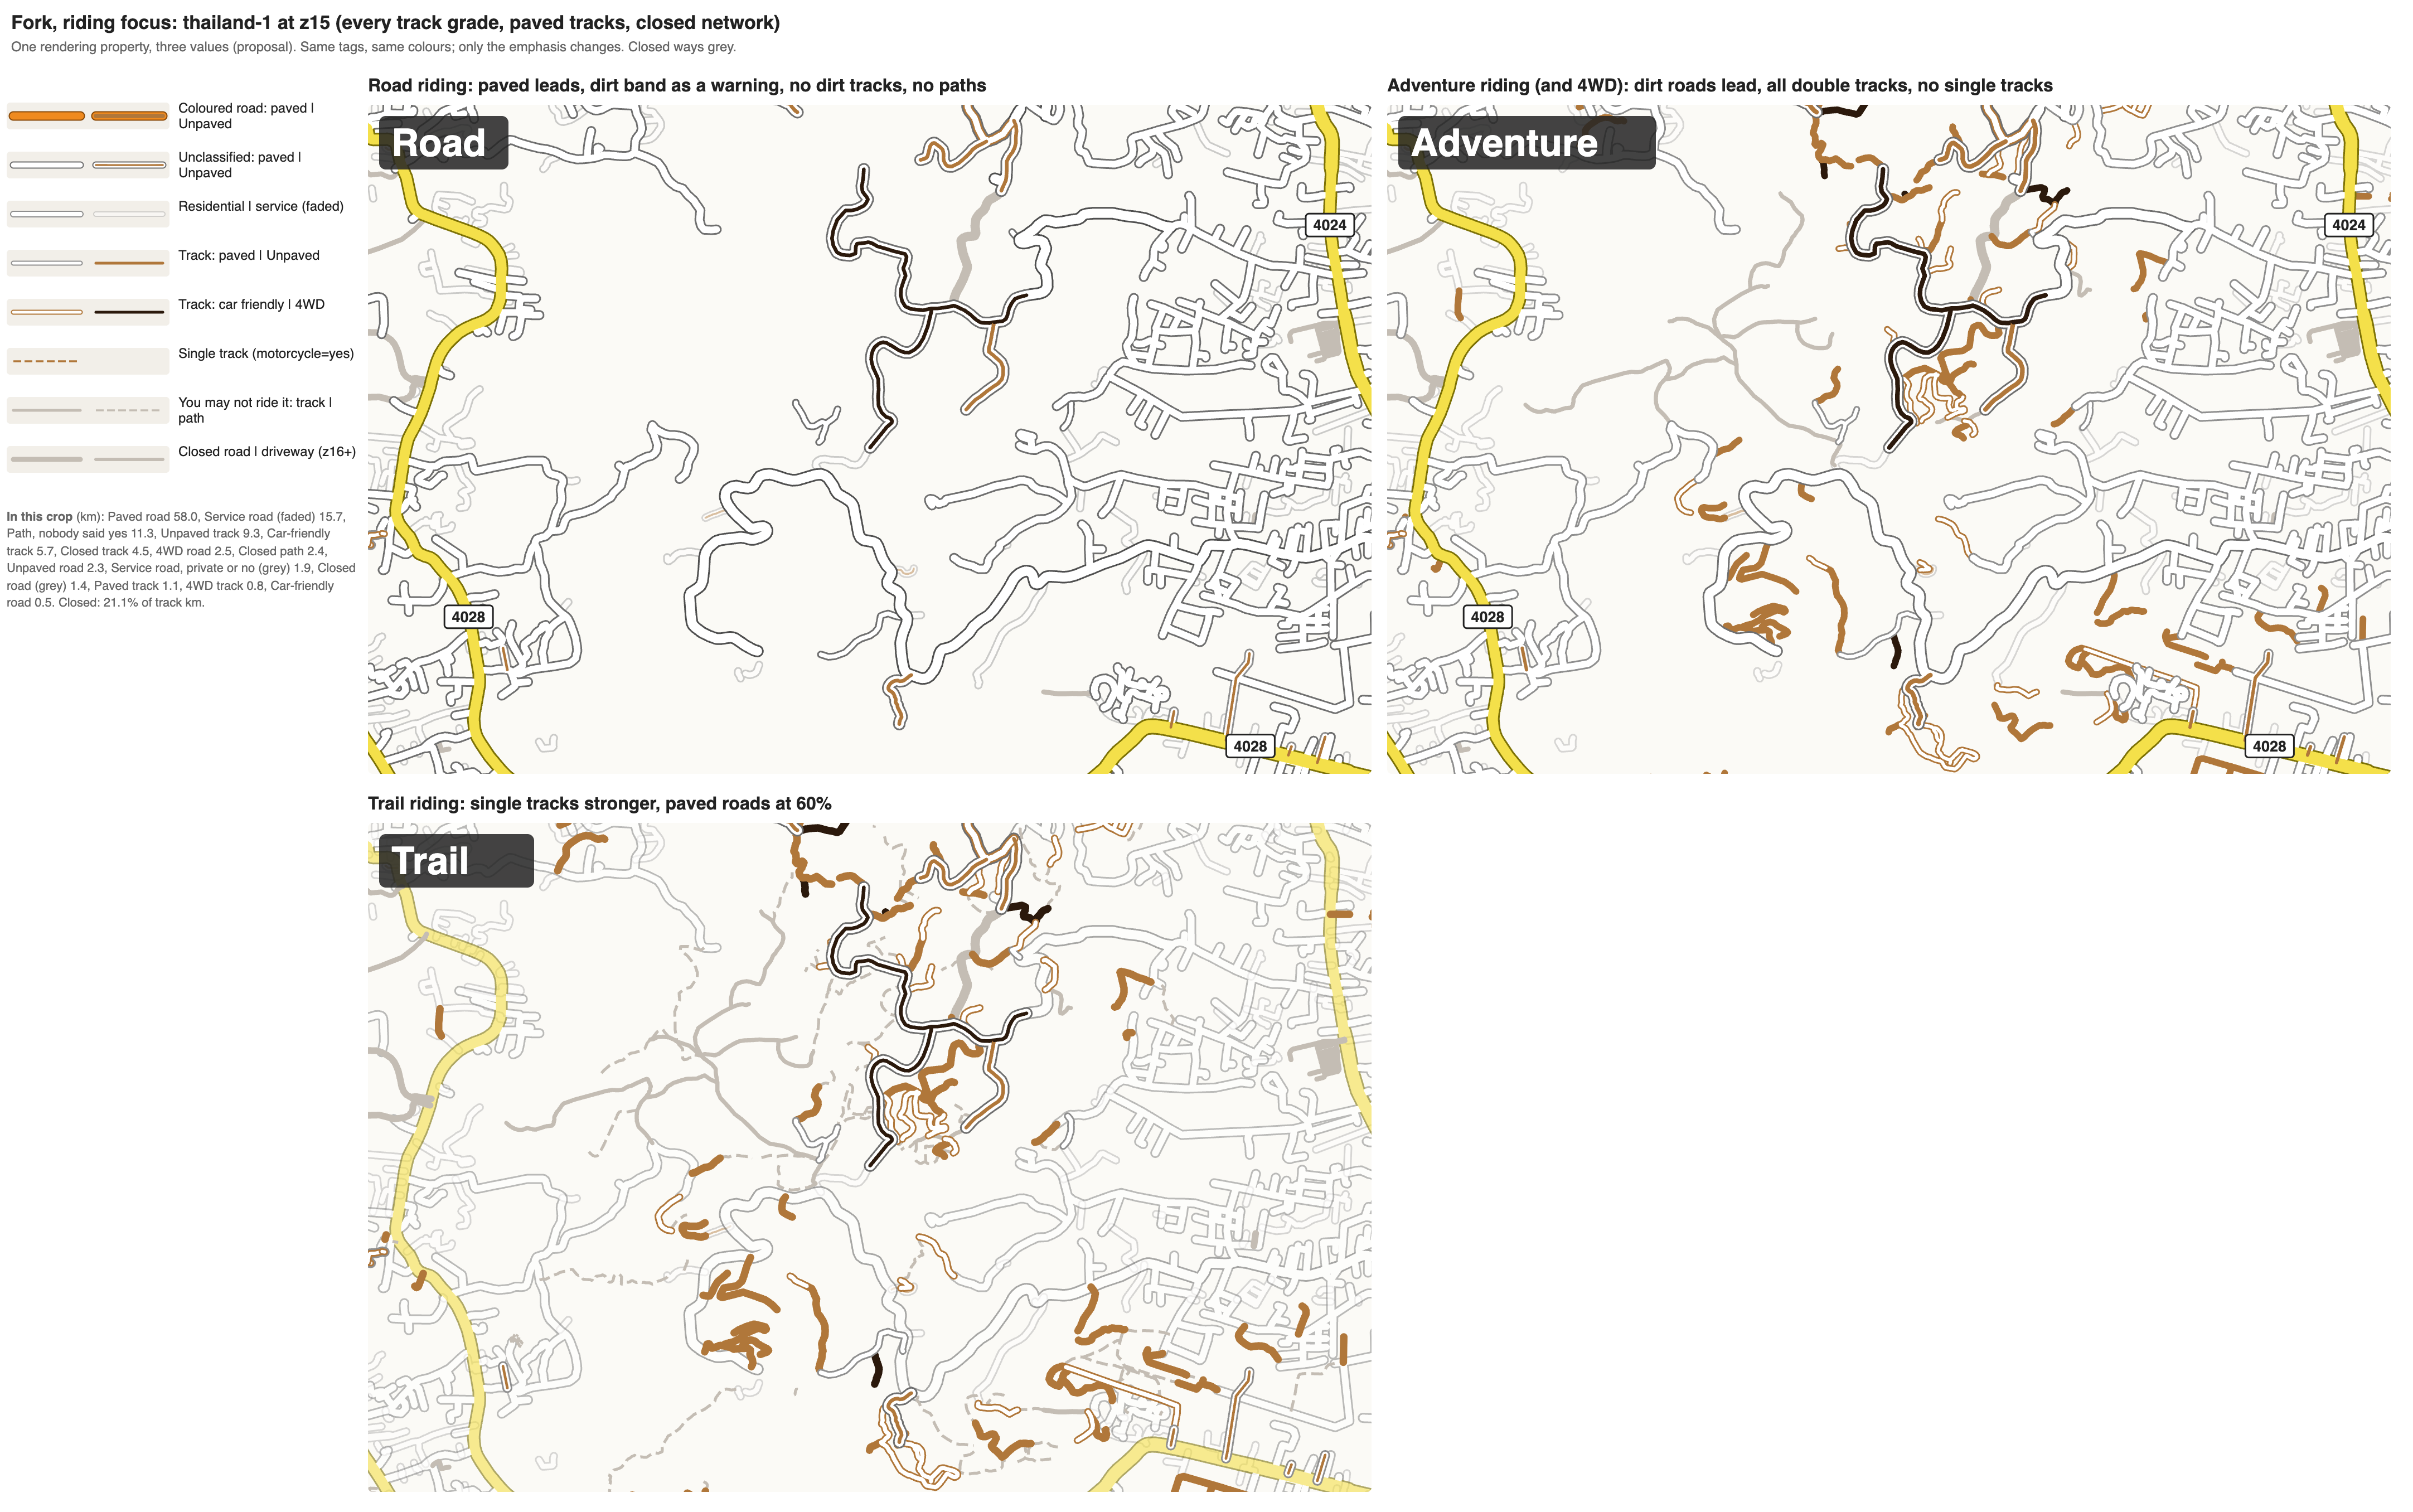 Fork, riding focus: thailand-1 at z15 (every track grade, paved tracks, closed network)
One rendering property, three values (proposal). Same tags, same colours; only the emphasis changes. Closed ways grey.
Coloured road: paved |
Unpaved
Unclassified: paved |
Unpaved
Residential | service (faded)
Track: paved | Unpaved
Track: car friendly | 4WD
Single track (motorcycle=yes)
You may not ride it: track |
path
Closed road | driveway (z16+)
In this crop (km): Paved road 58.0, Service road (faded) 15.7,
Path, nobody said yes 11.3, Unpaved track 9.3, Car-friendly
track 5.7, Closed track 4.5, 4WD road 2.5, Closed path 2.4,
Unpaved road 2.3, Service road, private or no (grey) 1.9, Closed
road (grey) 1.4, Paved track 1.1, 4WD track 0.8, Car-friendly
road 0.5. Closed: 21.1% of track km.
Road riding: paved leads, dirt band as a warning, no dirt tracks, no paths
Road
4024
4028
4028
Adventure riding (and 4WD): dirt roads lead, all double tracks, no single tracks
Adventure
4024
4028
4028
Trail riding: single tracks stronger, paved roads at 60%
Trail